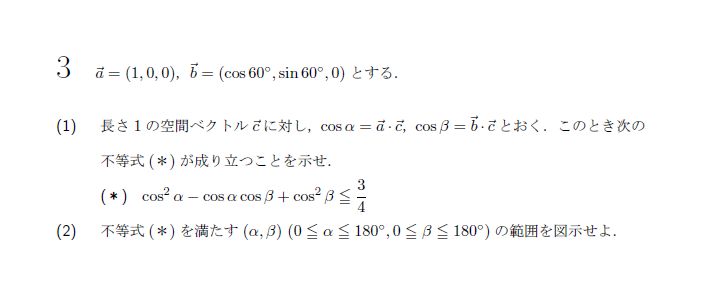 3 $\vec{a} = (1, 0, 0)$, $\vec{b} = (\cos 60^\circ, \sin 60^\circ, 0)$ とする.
(1) 長さ 1 の空間ベクトル $\vec{c}$ に対し, $\cos\alpha = \vec{a} \cdot \vec{c}$, $\cos\beta = \vec{b} \cdot \vec{c}$ とおく. このとき次の
不等式 (*) が成り立つことを示せ.
(*) $\cos^2\alpha - \cos\alpha\cos\beta + \cos^2\beta \leqq \dfrac{3}{4}$
(2) 不等式 (*) を満たす $(\alpha, \beta)$ $(0 \leqq \alpha \leqq 180^\circ, 0 \leqq \beta \leqq 180^\circ)$ の範囲を図示せよ.